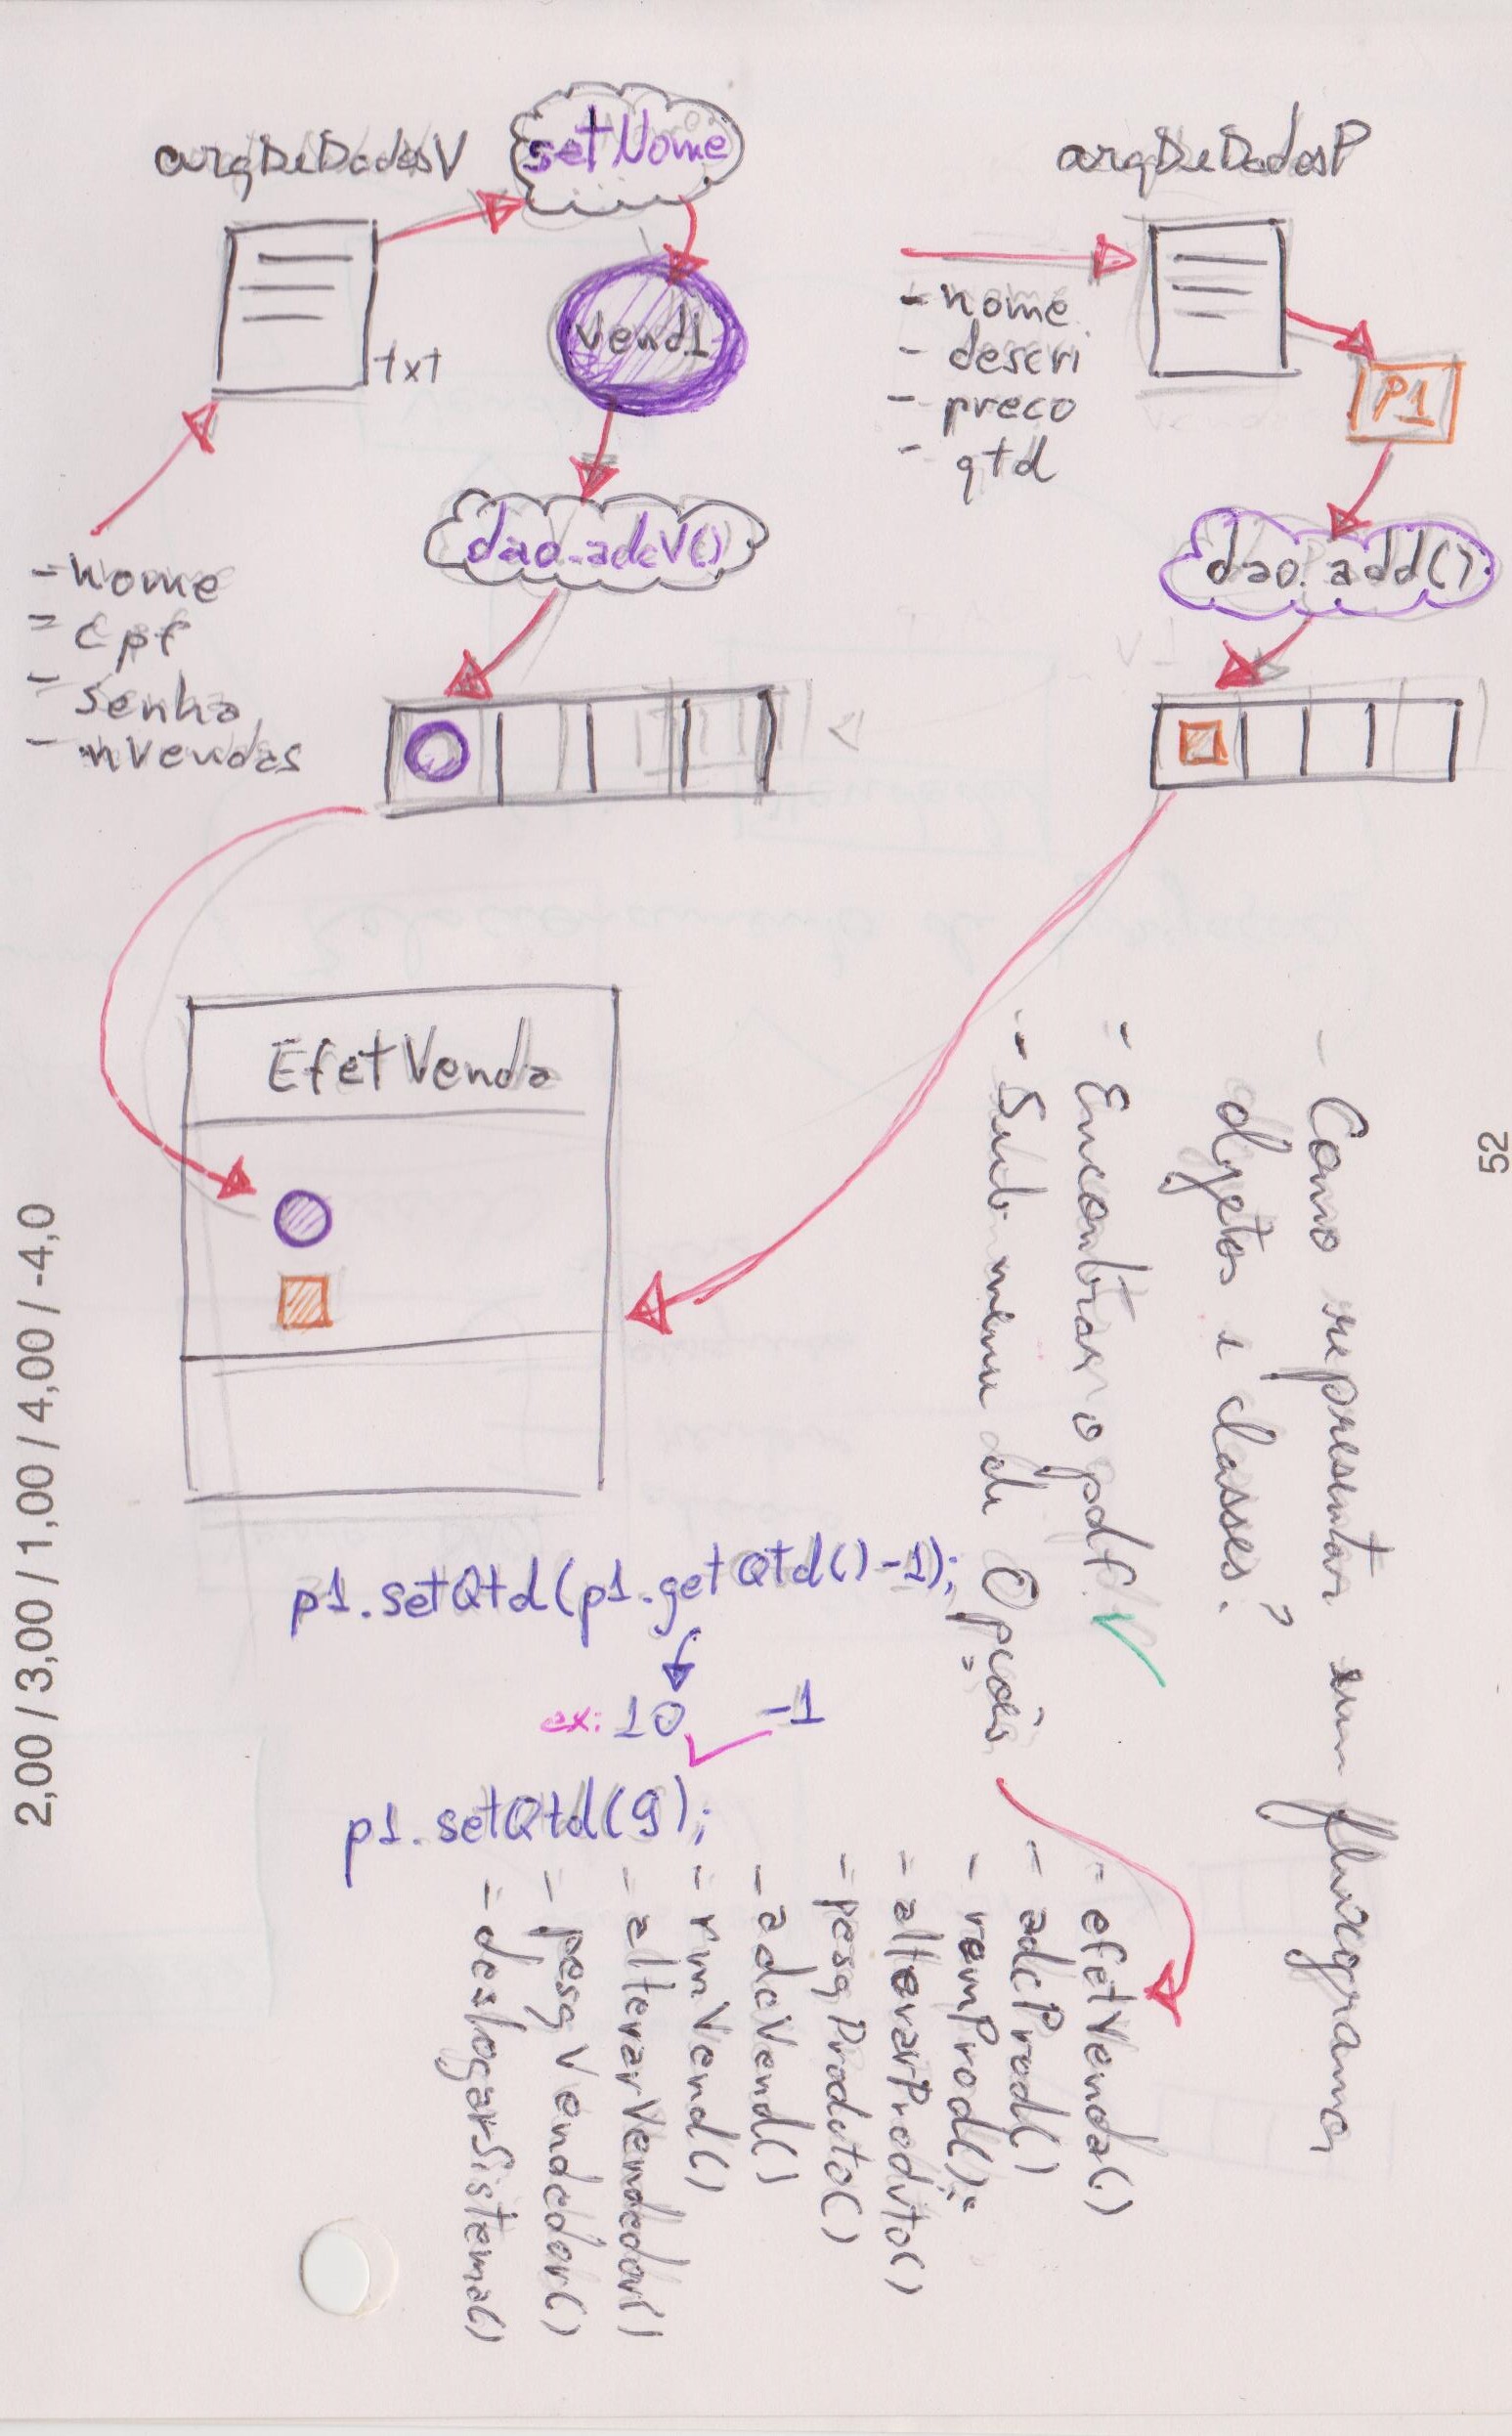 argDeDadosV
setNome
txt
Vend1
dao.adcV()
- nome
- cpf
- senha
- nVendas
argDeDadosP
- nome
- descri
- preco
- qtd
P1
dao.add()
EfetVenda
p1.setQtd(p1.getQtd()-1);
ex: 10 -1
p1.setQtd(9);
- Como representar em fluxograma
objetos e classes?
- Encontrar o pdf.
- Sub menu de Opções
- efetVenda()
- adcProd()
- remProd();
- alterarProduto()
- pesqProduto()
- adcVend()
- rmVend()
- alterarVendedor()
- pesqVendedor()
- deslogarSistema()
52
2,00 / 3,00 / 1,00 / 4,00 / -4,0